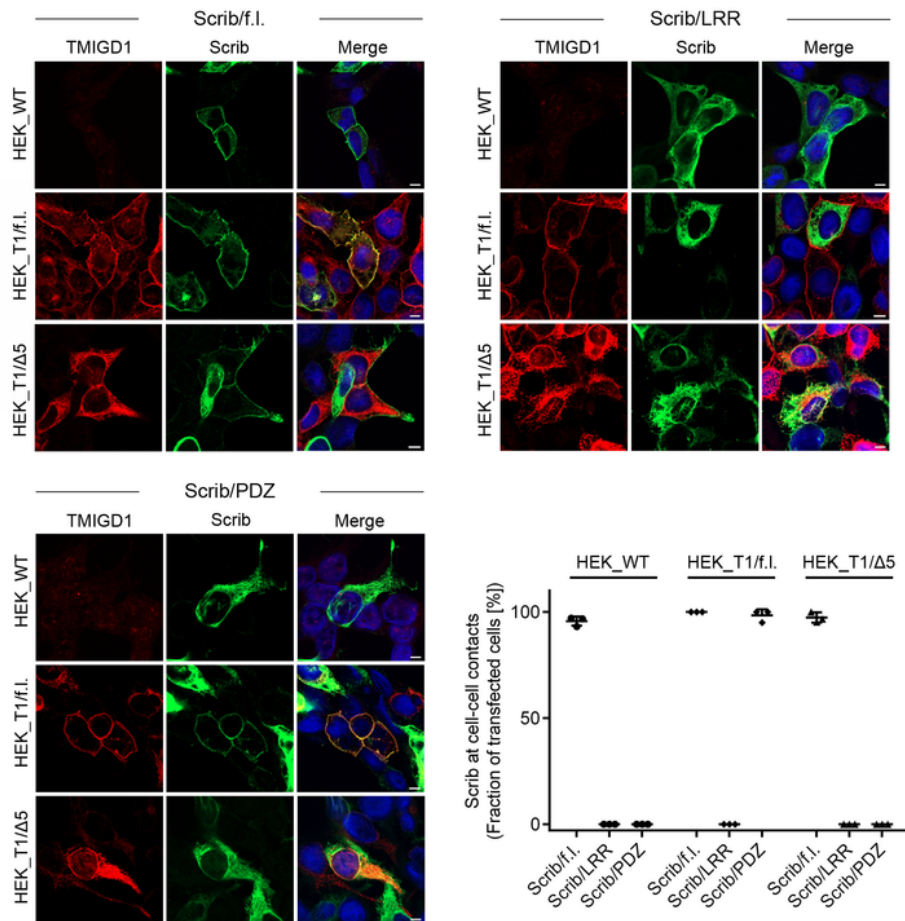 Scrib/f.l.
TMIGD1 Scrib Merge
HEK_WT
HEK_T1/f.l.
HEK_T1/Δ5
Scrib/LRR
TMIGD1 Scrib Merge
HEK_WT
HEK_T1/f.l.
HEK_T1/Δ5
Scrib/PDZ
TMIGD1 Scrib Merge
HEK_WT
HEK_T1/f.l.
HEK_T1/Δ5
HEK_WT HEK_T1/f.l. HEK_T1/Δ5
Scrib at cell-cell contacts
(Fraction of transfected cells [%])
100
50
0
Scrib/f.l.
Scrib/LRR
Scrib/PDZ
Scrib/f.l.
Scrib/LRR
Scrib/PDZ
Scrib/f.l.
Scrib/LRR
Scrib/PDZ